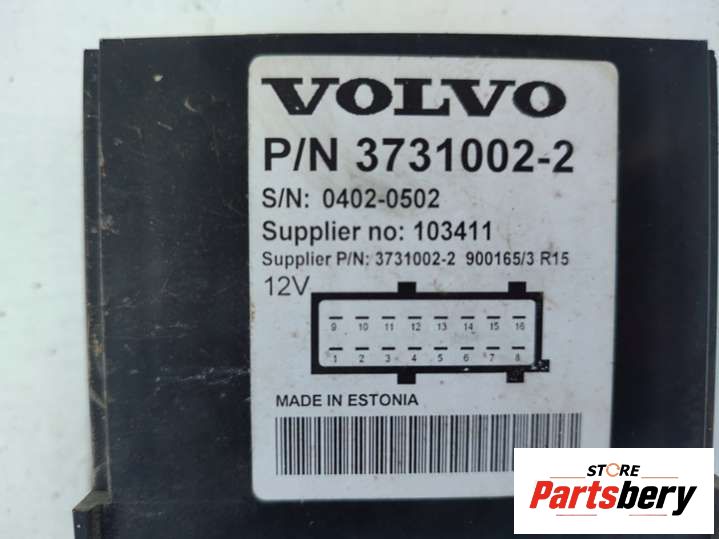 VOLVO
P/N 3731002-2
S/N: 0402-0502
Supplier no: 103411
Supplier P/N: 3731002-2 900165/3 R15
12V
9 10 11 12 13 14 15 16
1 2 3 4 5 6 7 8
MADE IN ESTONIA
STORE
Partsbery